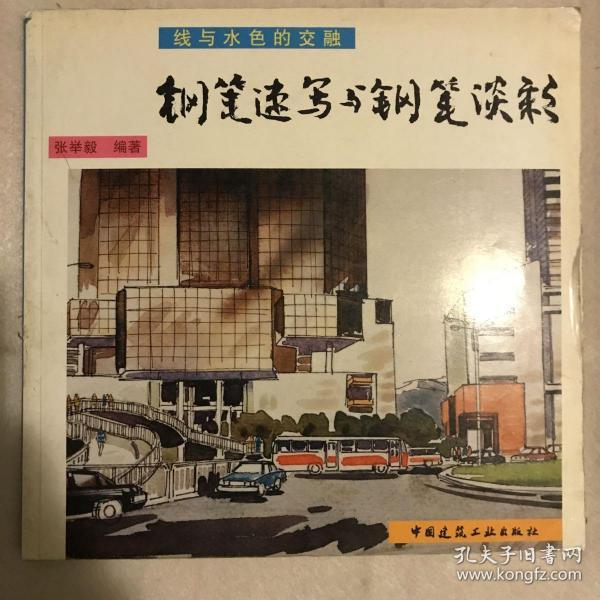 线与水色的交融
钢笔速写与钢笔淡彩
张举毅 编著
中国建筑工业出版社
孔夫子旧书网
www.kongfz.com